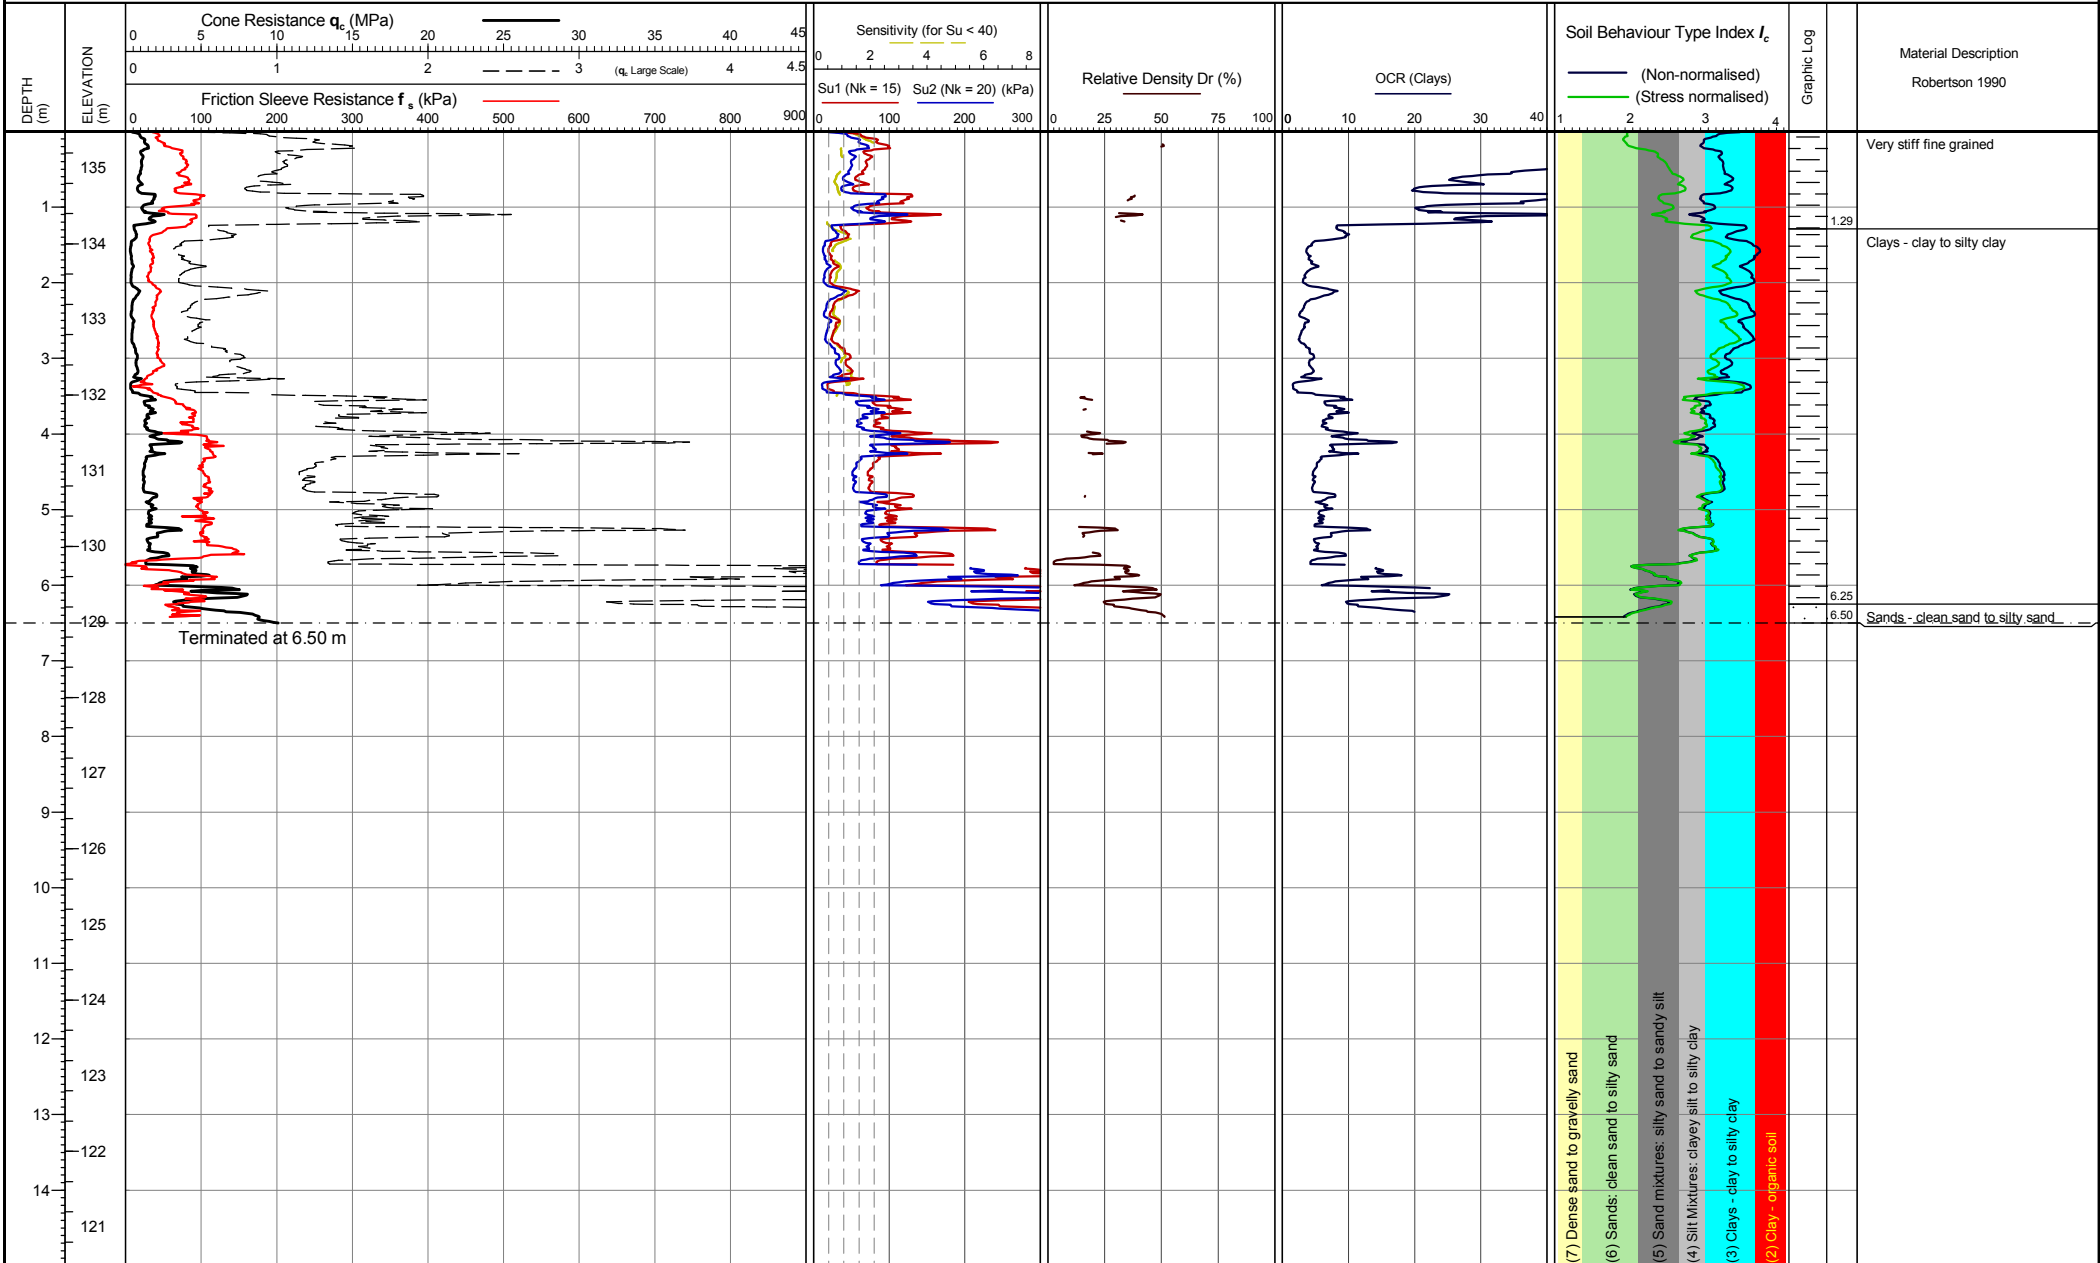 DEPTH (m)
ELEVATION (m)
Cone Resistance qc (MPa)
0 5 10 15 20 25 30 35 40 45
0 1 2 3 4 4.5
(qc Large Scale)
Friction Sleeve Resistance fs (kPa)
0 100 200 300 400 500 600 700 800 900
Sensitivity (for Su < 40)
0 2 4 6 8
Su1 (Nk = 15) Su2 (Nk = 20) (kPa)
0 100 200 300
Relative Density Dr (%)
0 25 50 75 100
OCR (Clays)
0 10 20 30 40
Soil Behaviour Type Index Ic
(Non-normalised)
(Stress normalised)
1 2 3 4
Graphic Log
Material Description
Robertson 1990
135
1
134
2
133
3
132
4
131
5
130
6
129
7
128
8
127
9
126
10
125
11
124
12
123
13
122
14
121
Terminated at 6.50 m
(7) Dense sand to gravelly sand
(6) Sands: clean sand to silty sand
(5) Sand mixtures: silty sand to sandy silt
(4) Silt Mixtures: clayey silt to silty clay
(3) Clays - clay to silty clay
(2) Clay - organic soil
Very stiff fine grained
1.29
Clays - clay to silty clay
6.25
6.50
Sands - clean sand to silty sand